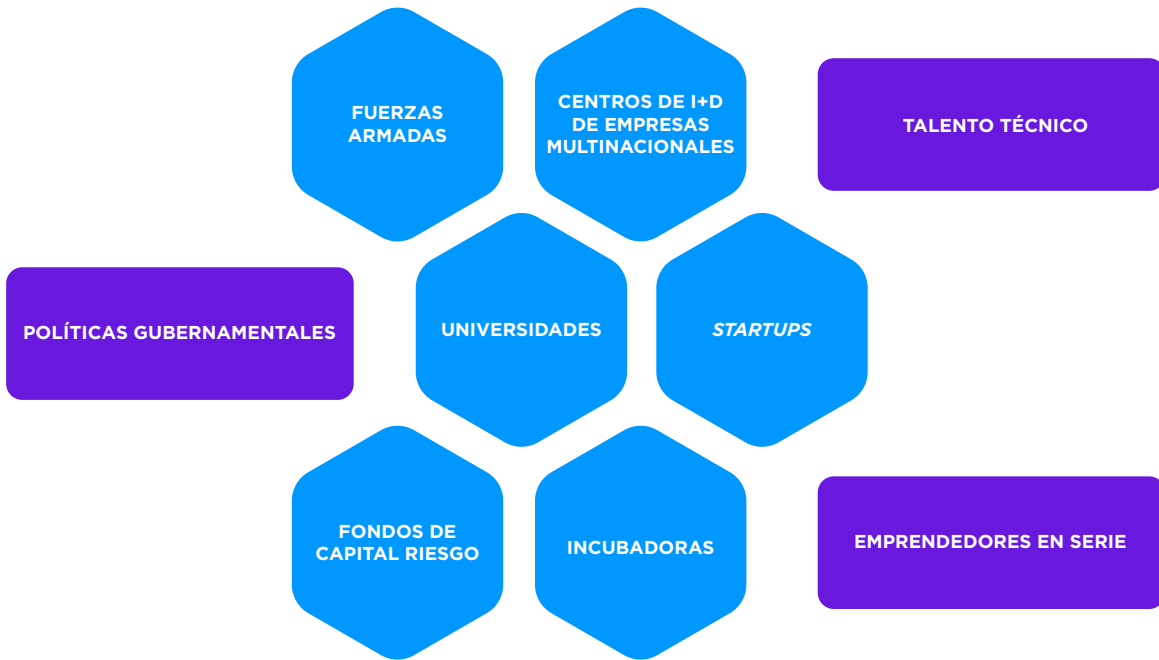 FUERZAS
ARMADAS
CENTROS DE I+D
DE EMPRESAS
MULTINACIONALES
TALENTO TÉCNICO
POLÍTICAS GUBERNAMENTALES
UNIVERSIDADES
STARTUPS
FONDOS DE
CAPITAL RIESGO
INCUBADORAS
EMPRENDEDORES EN SERIE